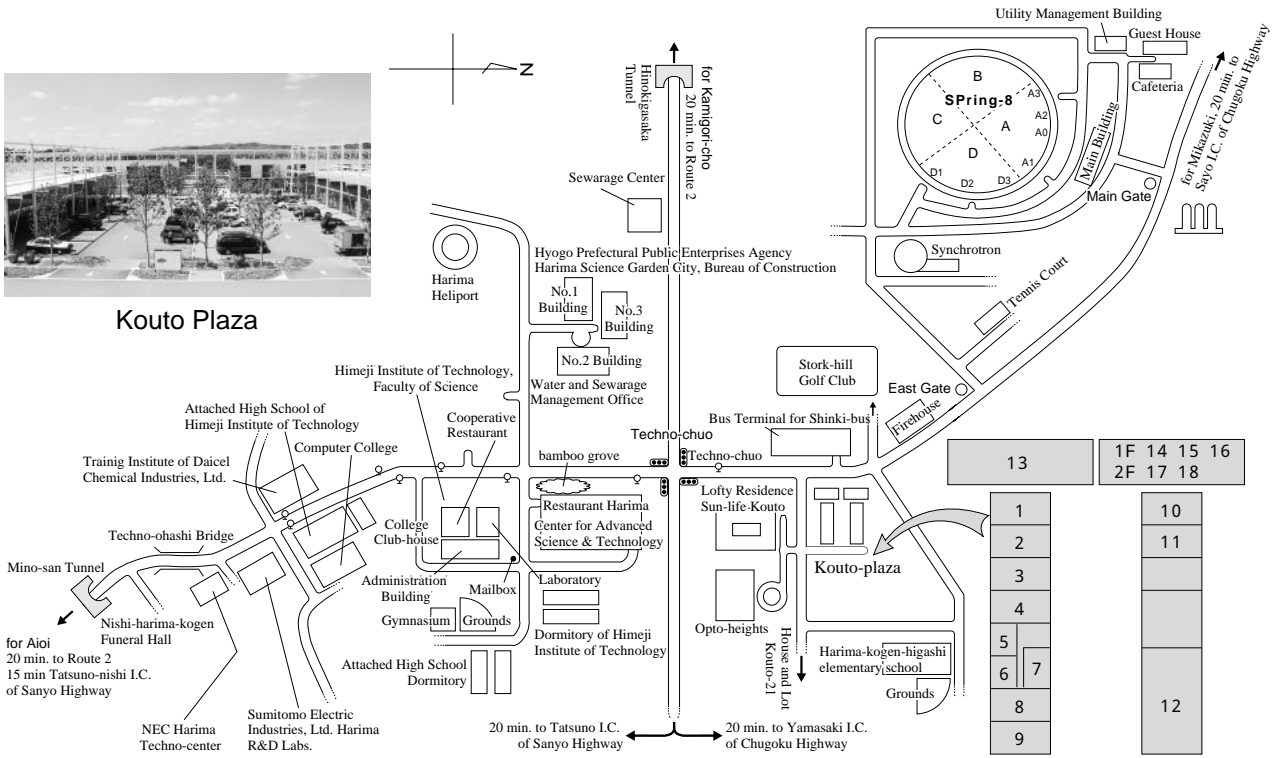 Utility Management Building
Guest House
Cafeteria
for Mikazuki, 20 min. to
Sayo I.C. of Chugoku Highway
B
SPring-8
C
A
D
A3
A2
A0
A1
D1
D2
D3
Main Building
Main Gate
Synchrotron
Tennis Court
N
Hinokigasaka
Tunnel
for Kamigori-cho
20 min. to Route 2
Sewarage Center
Kouto Plaza
Harima
Heliport
Hyogo Prefectural Public Enterprises Agency
Harima Science Garden City, Bureau of Construction
No.1
Building
No.3
Building
No.2 Building
Water and Sewarage
Management Office
Himeji Institute of Technology,
Faculty of Science
Cooperative
Restaurant
Attached High School of
Himeji Institute of Technology
Computer College
Trainig Institute of Daicel
Chemical Industries, Ltd.
Techno-ohashi Bridge
Mino-san Tunnel
for Aioi
20 min. to Route 2
15 min Tatsuno-nishi I.C.
of Sanyo Highway
Nishi-harima-kogen
Funeral Hall
NEC Harima
Techno-center
Sumitomo Electric
Industries, Ltd. Harima
R&D Labs.
College
Club-house
Administration
Building
Mailbox
Laboratory
Gymnasium
Grounds
Attached High School
Dormitory
Dormitory of Himeji
Institute of Technology
bamboo grove
Restaurant Harima
Center for Advanced
Science & Technology
Techno-chuo
Techno-chuo
Bus Terminal for Shinki-bus
Stork-hill
Golf Club
East Gate
Firehouse
Lofty Residence
Sun-life-Kouto
Opto-heights
House and Lot
Kouto-21
Kouto-plaza
Harima-kogen-higashi
elementary school
Grounds
20 min. to Tatsuno I.C.
of Sanyo Highway
20 min. to Yamasaki I.C.
of Chugoku Highway
13
1F 14 15 16
2F 17 18
1
2
3
4
5
6
7
8
9
10
11
12